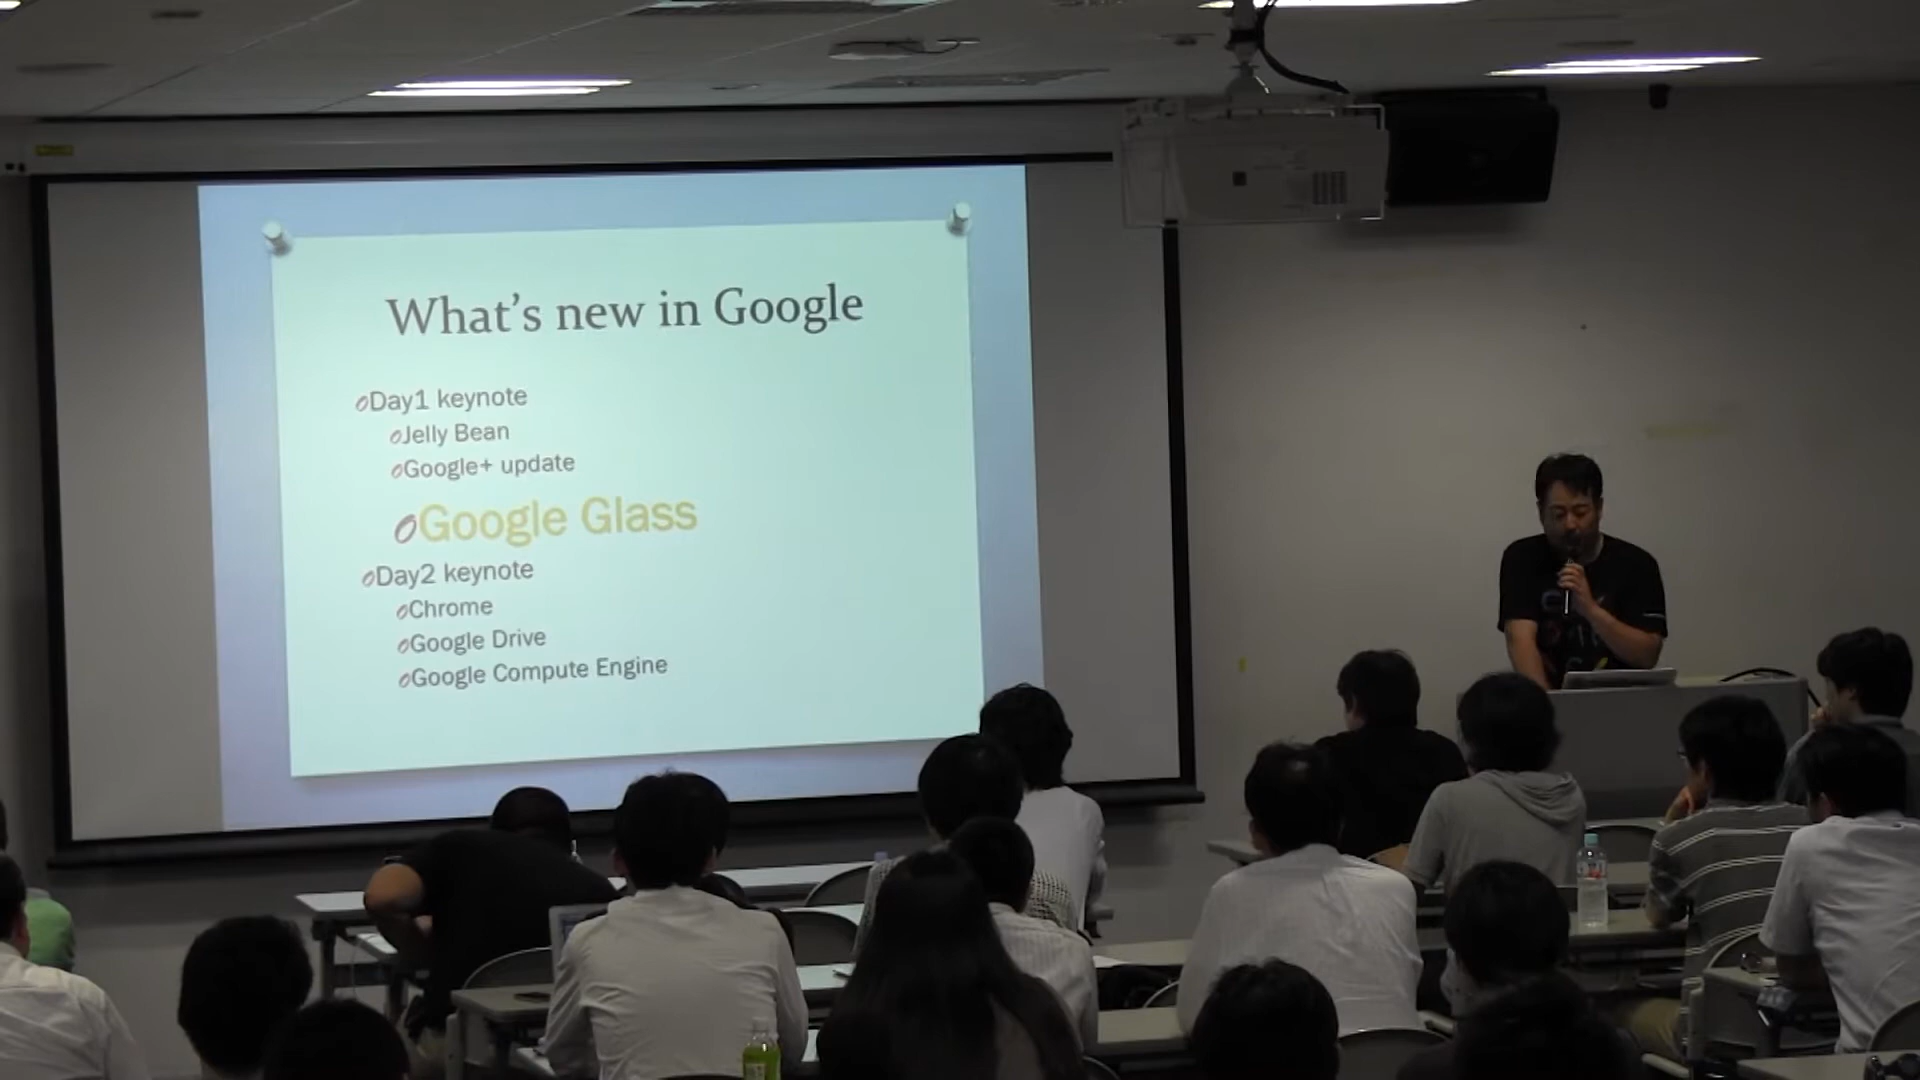 What's new in Google
Day1 keynote
Jelly Bean
Google+ update
Google Glass
Day2 keynote
Chrome
Google Drive
Google Compute Engine